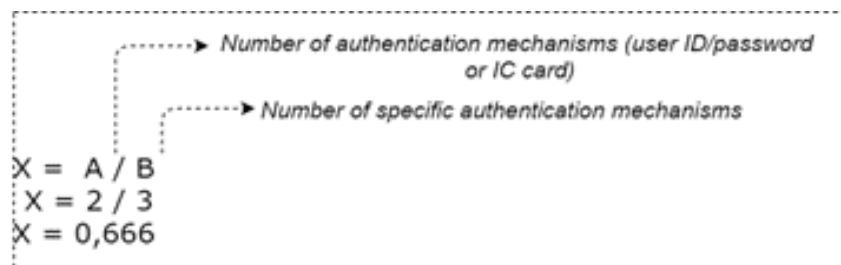 Number of authentication mechanisms (user ID/password
or IC card)
Number of specific authentication mechanisms
X = A / B
X = 2 / 3
X = 0,666